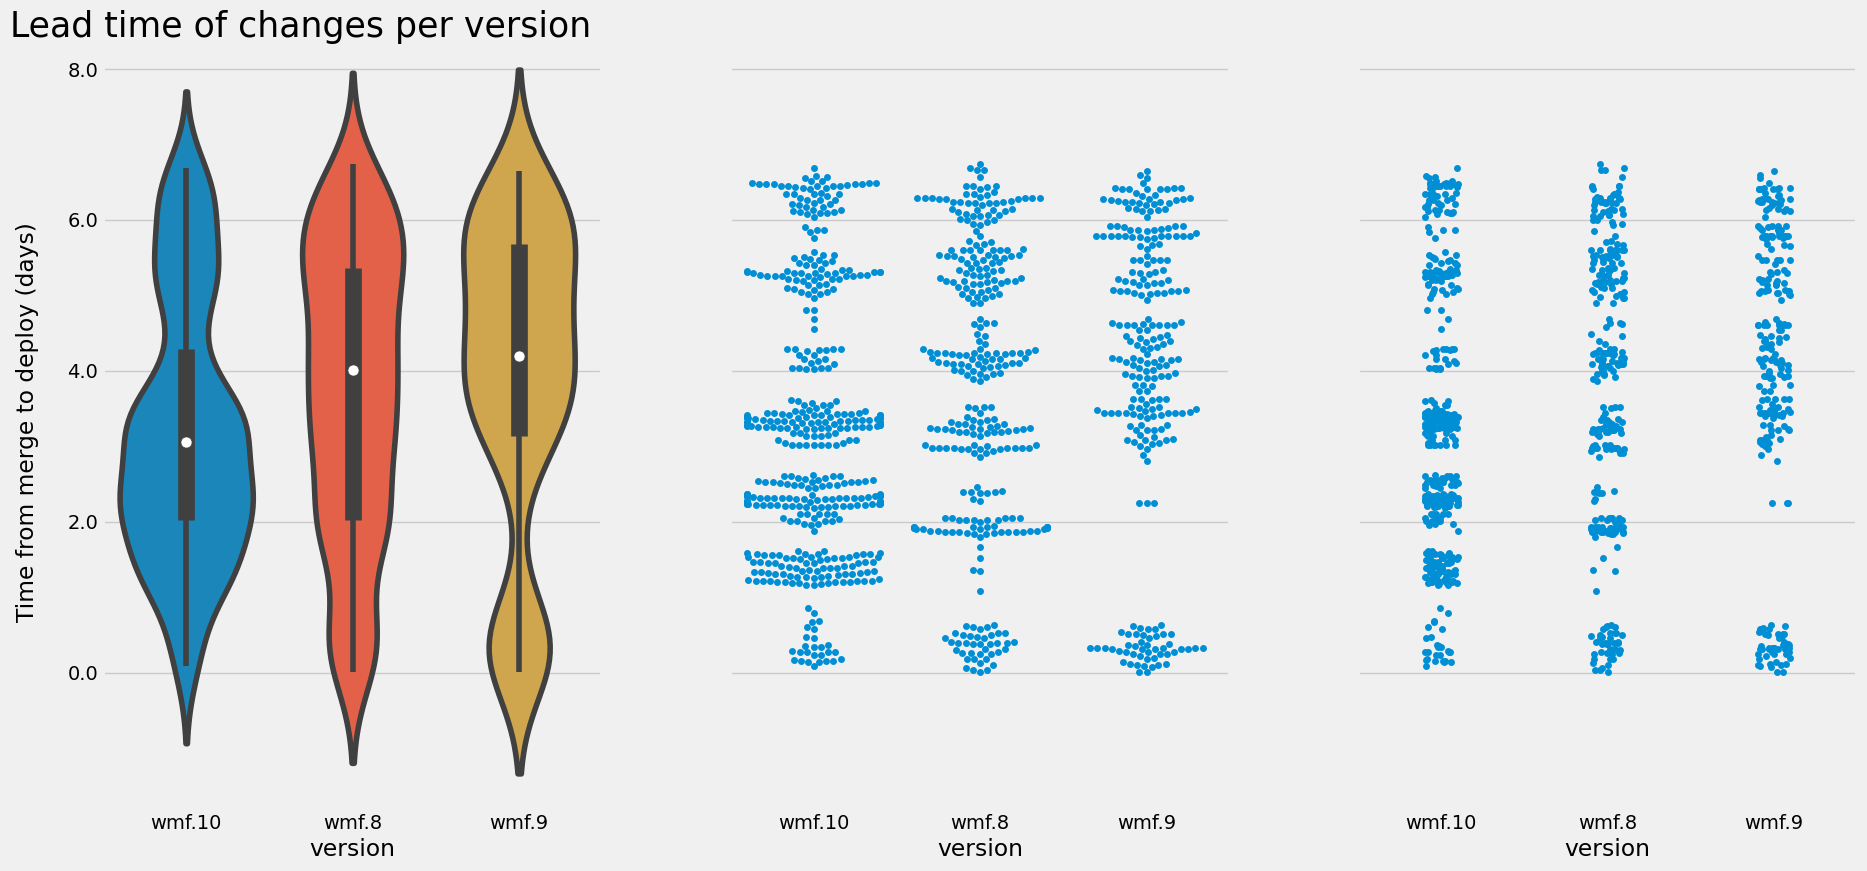 Lead time of changes per version
Time from merge to deploy (days)
8.0
6.0
4.0
2.0
0.0
wmf.10 wmf.8 wmf.9
version
wmf.10 wmf.8 wmf.9
version
wmf.10 wmf.8 wmf.9
version